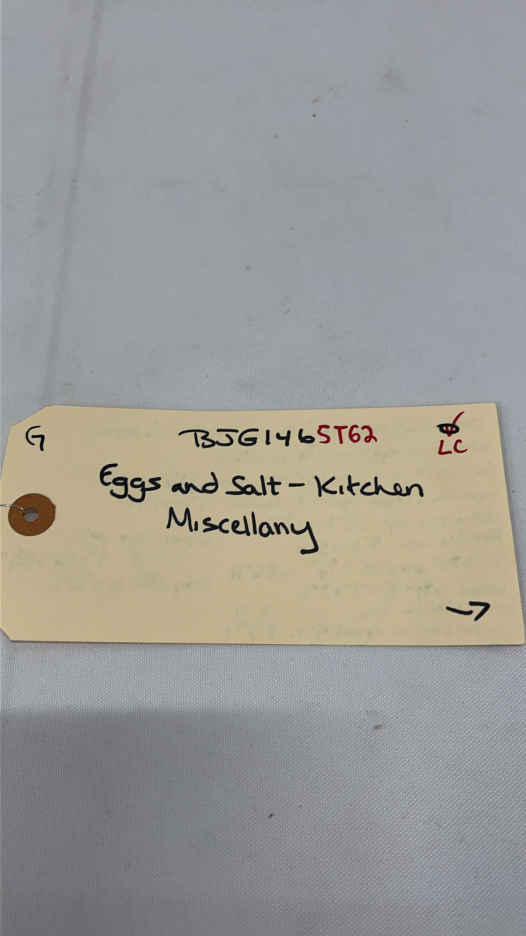 G BJG1465T62
LC
Eggs and Salt - Kitchen
Miscellany